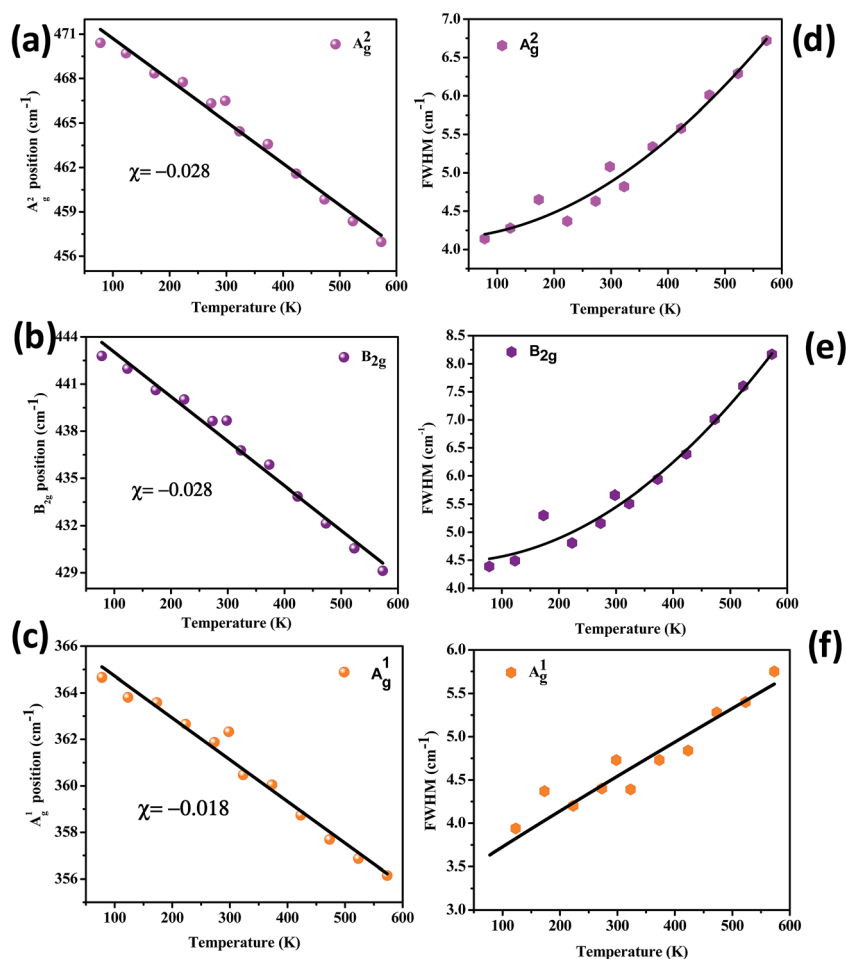 (a)
471
468
465
462
459
456
A²g position (cm⁻¹)
A²g
χ= −0.028
100 200 300 400 500 600
Temperature (K)
(d)
7.0
6.5
6.0
5.5
5.0
4.5
4.0
FWHM (cm⁻¹)
A²g
100 200 300 400 500 600
Temperature (K)
(b)
444
441
438
435
432
429
B2g position (cm⁻¹)
B2g
χ= −0.028
100 200 300 400 500 600
Temperature (K)
(e)
8.5
8.0
7.5
7.0
6.5
6.0
5.5
5.0
4.5
4.0
FWHM (cm⁻¹)
B2g
100 200 300 400 500 600
Temperature (K)
(c)
366
364
362
360
358
356
A¹g position (cm⁻¹)
A¹g
χ= −0.018
100 200 300 400 500 600
Temperature (K)
(f)
6.0
5.5
5.0
4.5
4.0
3.5
3.0
FWHM (cm⁻¹)
A¹g
100 200 300 400 500 600
Temperature (K)